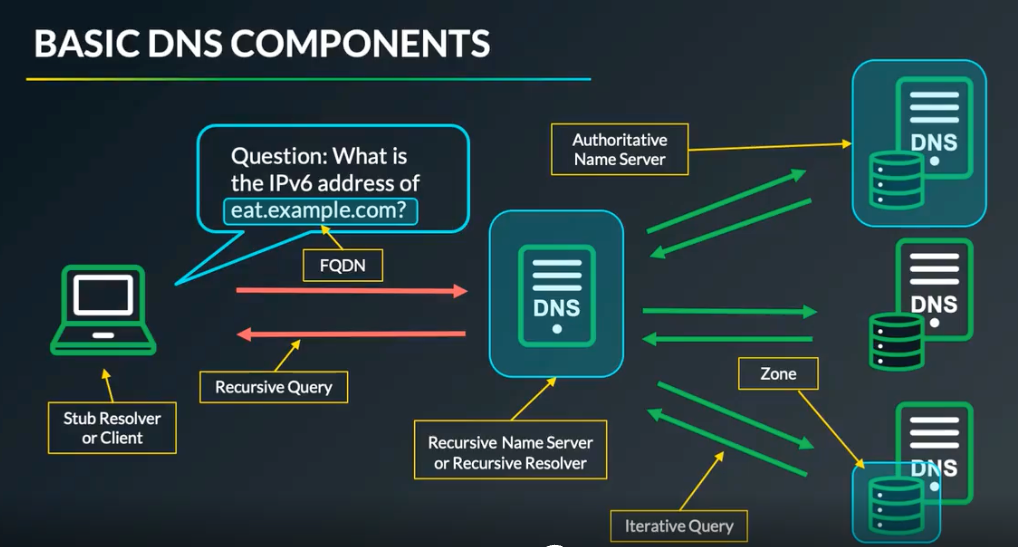 BASIC DNS COMPONENTS
Question: What is
the IPv6 address of
eat.example.com?
FQDN
Authoritative
Name Server
DNS
DNS
DNS
DNS
Recursive Query
Zone
Stub Resolver
or Client
Recursive Name Server
or Recursive Resolver
Iterative Query